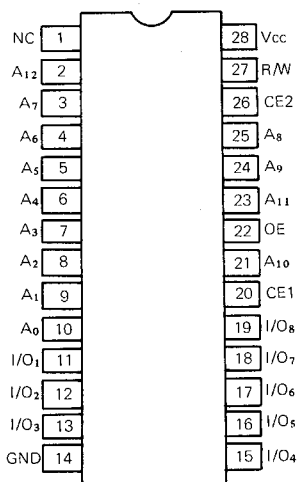 NC 1 28 Vcc
A₁₂ 2 27 R/W
A₇ 3 26 CE2
A₆ 4 25 A₈
A₅ 5 24 A₉
A₄ 6 23 A₁₁
A₃ 7 22 OE
A₂ 8 21 A₁₀
A₁ 9 20 CE1
A₀ 10 19 I/O₈
I/O₁ 11 18 I/O₇
I/O₂ 12 17 I/O₆
I/O₃ 13 16 I/O₅
GND 14 15 I/O₄